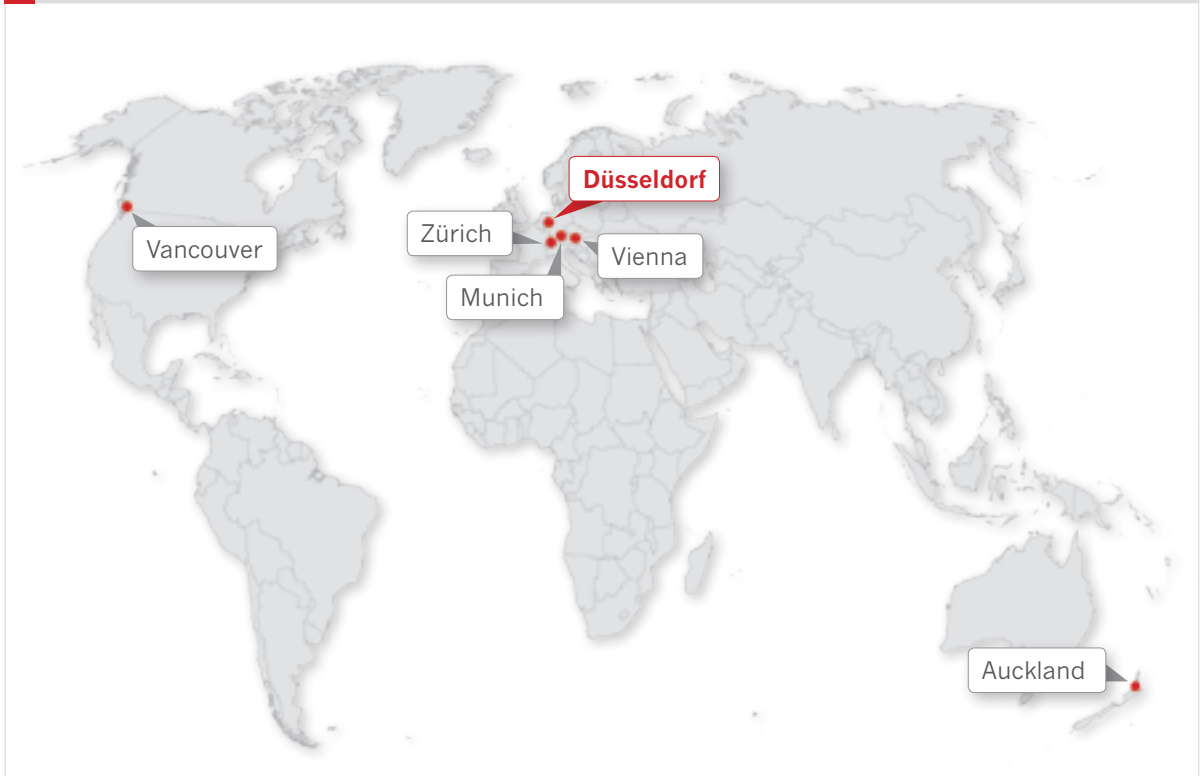 Düsseldorf
Zürich
Vancouver
Vienna
Munich
Auckland